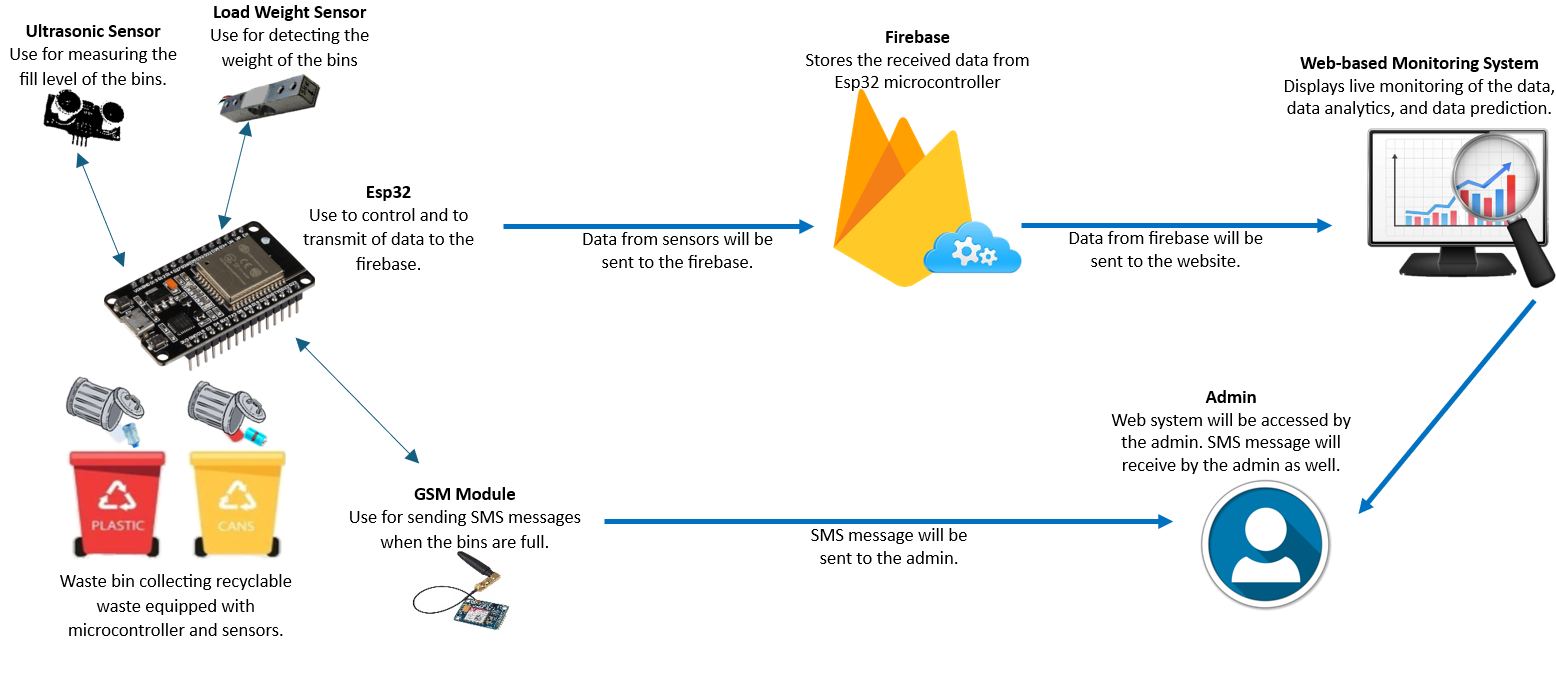 Ultrasonic Sensor
Use for measuring the
fill level of the bins.
Load Weight Sensor
Use for detecting the
weight of the bins
Esp32
Use to control and to
transmit of data to the
firebase.
Data from sensors will be
sent to the firebase.
Firebase
Stores the received data from
Esp32 microcontroller
Data from firebase will be
sent to the website.
Web-based Monitoring System
Displays live monitoring of the data,
data analytics, and data prediction.
PLASTIC
CANS
Waste bin collecting recyclable
waste equipped with
microcontroller and sensors.
GSM Module
Use for sending SMS messages
when the bins are full.
SMS message will be
sent to the admin.
Admin
Web system will be accessed by
the admin. SMS message will
receive by the admin as well.